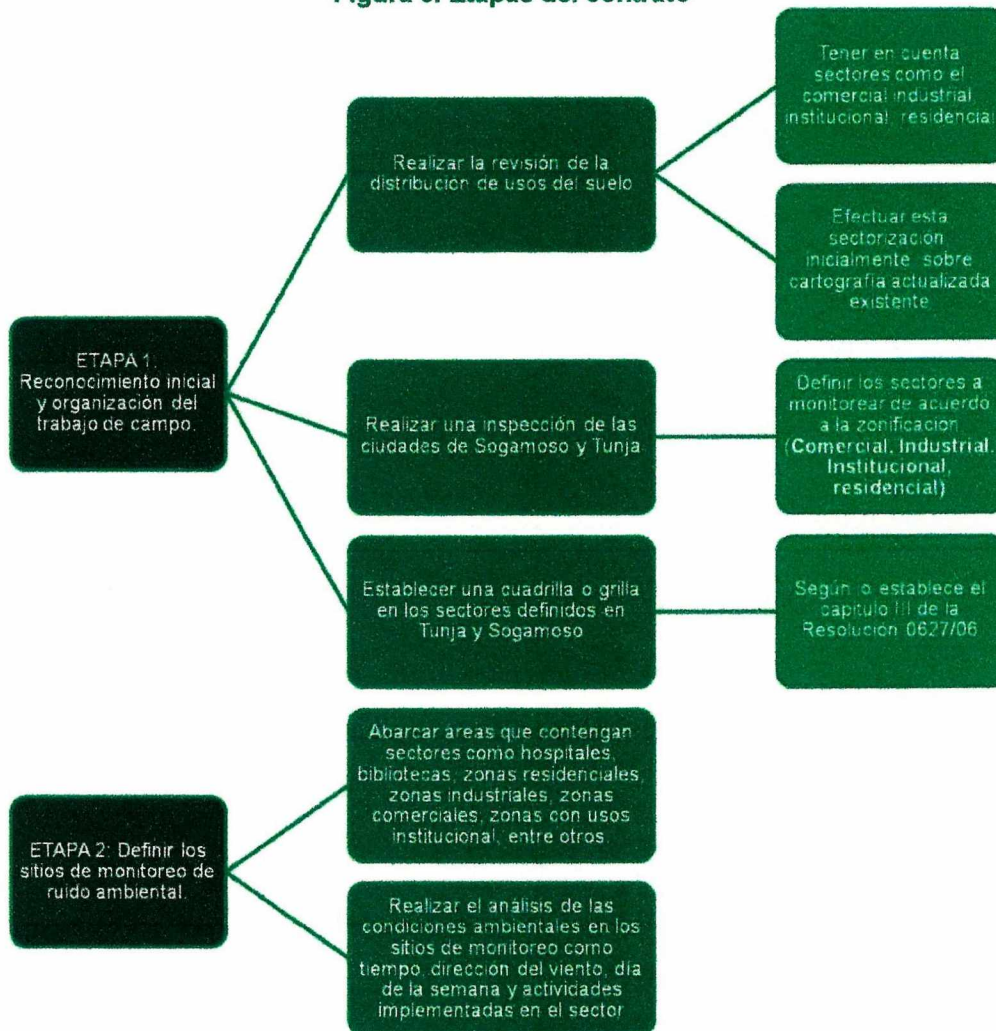 Figura 3. Etapas del contrato
ETAPA 1.
Reconocimiento inicial
y organización del
trabajo de campo.
Realizar la revisión de la
distribución de usos del suelo
Tener en cuenta
sectores como el
comercial industrial
institucional, residencial
Efectuar esta
sectorización
inicialmente sobre
cartografía actualizada
existente
Realizar una inspección de las
ciudades de Sogamoso y Tunja
Definir los sectores a
monitorear de acuerdo
a la zonificación
(Comercial, Industrial,
Institucional,
residencial)
Establecer una cuadrilla o grilla
en los sectores definidos en
Tunja y Sogamoso
Según lo establece el
capítulo III de la
Resolución 0627/06
ETAPA 2: Definir los
sitios de monitoreo de
ruido ambiental.
Abarcar áreas que contengan
sectores como hospitales,
bibliotecas, zonas residenciales,
zonas industriales, zonas
comerciales, zonas con usos
institucional, entre otros.
Realizar el análisis de las
condiciones ambientales en los
sitios de monitoreo como
tiempo, dirección del viento, día
de la semana y actividades
implementadas en el sector